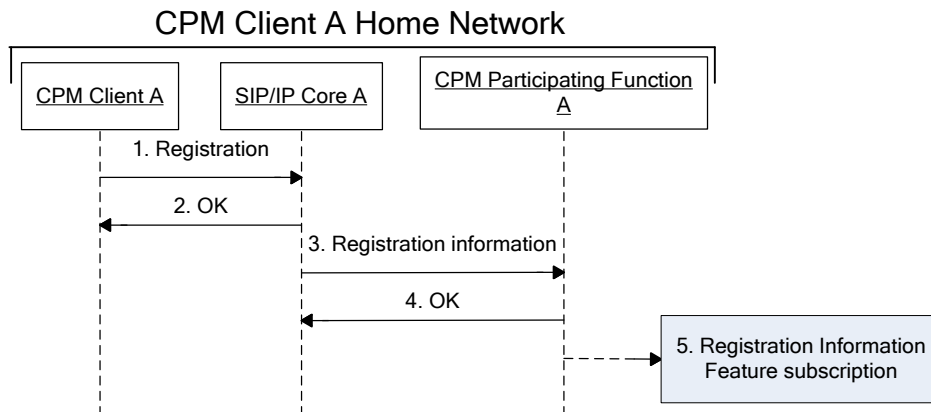 CPM Client A Home Network
CPM Client A
SIP/IP Core A
CPM Participating Function
A
1. Registration
2. OK
3. Registration information
4. OK
5. Registration Information
Feature subscription